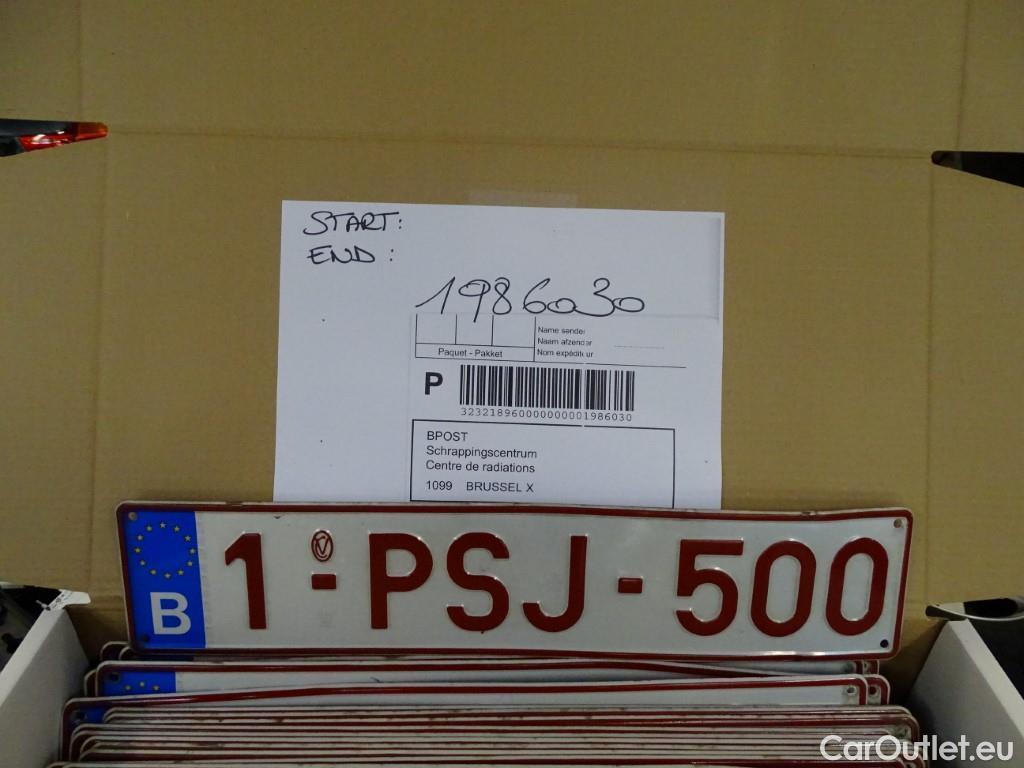 START:
END:
1986030
Name sender
Naam afzender
Nom expéditeur
Paquet - Pakket
P
3232189600000000001986030
BPOST
Schrappingscentrum
Centre de radiations
1099 BRUSSEL X
B 1-PSJ-500
CarOutlet.eu